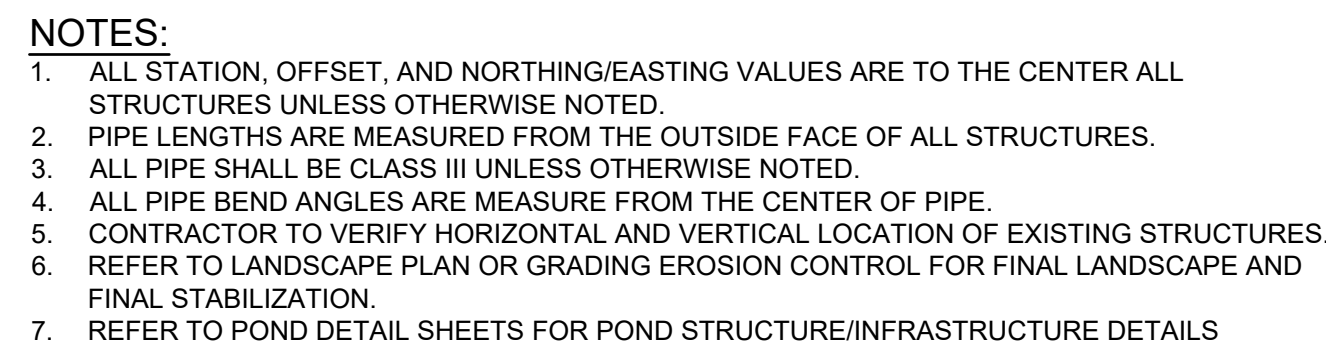 NOTES:
1. ALL STATION, OFFSET, AND NORTHING/EASTING VALUES ARE TO THE CENTER ALL
STRUCTURES UNLESS OTHERWISE NOTED.
2. PIPE LENGTHS ARE MEASURED FROM THE OUTSIDE FACE OF ALL STRUCTURES.
3. ALL PIPE SHALL BE CLASS III UNLESS OTHERWISE NOTED.
4. ALL PIPE BEND ANGLES ARE MEASURE FROM THE CENTER OF PIPE.
5. CONTRACTOR TO VERIFY HORIZONTAL AND VERTICAL LOCATION OF EXISTING STRUCTURES.
6. REFER TO LANDSCAPE PLAN OR GRADING EROSION CONTROL FOR FINAL LANDSCAPE AND
FINAL STABILIZATION.
7. REFER TO POND DETAIL SHEETS FOR POND STRUCTURE/INFRASTRUCTURE DETAILS